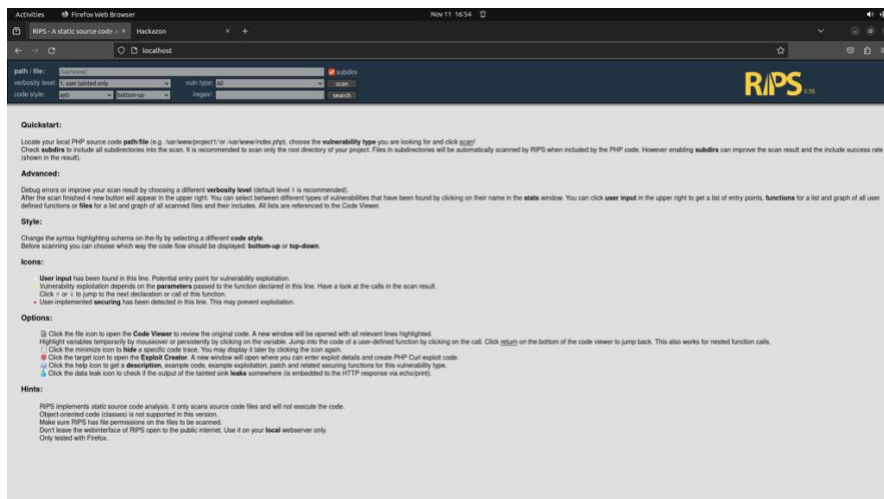 Activities
Firefox Web Browser
Nov 11 16:54
RIPS - A static source code
Hackazon
localhost
path / file:
/var/www/
subdirs
verbosity level:
1. user tainted only
vuln type:
All
scan
code style:
ayti
bottom-up
/regex/:
search
RIPS 0.55
Quickstart:
Locate your local PHP source code path/file (e.g. /var/www/project1/ or /var/www/index.php), choose the vulnerability type you are looking for and click scan!
Check subdirs to include all subdirectories into the scan. It is recommended to scan only the root directory of your project. Files in subdirectories will be automatically scanned by RIPS when included by the PHP code. However enabling subdirs can improve the scan result and the include success rate
(shown in the result).
Advanced:
Debug errors or improve your scan result by choosing a different verbosity level (default level 1 is recommended).
After the scan finished 4 new button will appear in the upper right. You can select between different types of vulnerabilities that have been found by clicking on their name in the stats window. You can click user input in the upper right to get a list of entry points, functions for a list and graph of all user
defined functions or files for a list and graph of all scanned files and their includes. All lists are referenced to the Code Viewer.
Style:
Change the syntax highlighting schema on-the-fly by selecting a different code style.
Before scanning you can choose which way the code flow should be displayed: bottom-up or top-down.
Icons:
User input has been found in this line. Potential entry point for vulnerability exploitation.
Vulnerability exploitation depends on the parameters passed to the function declared in this line. Have a look at the calls in the scan result.
Click or to jump to the next declaration or call of this function.
User-implemented securing has been detected in this line. This may prevent exploitation.
Options:
Click the file icon to open the Code Viewer to review the original code. A new window will be opened with all relevant lines highlighted.
Highlight variables temporarily by mouseover or persistently by clicking on the variable. Jump into the code of a user-defined function by clicking on the call. Click return on the bottom of the code viewer to jump back. This also works for nested function calls.
Click the minimize icon to hide a specific code trace. You may display it later by clicking the icon again.
Click the target icon to open the Exploit Creator. A new window will open where you can enter exploit details and create PHP Curl exploit code.
Click the help icon to get a description, example code, example exploitation, patch and related securing functions for this vulnerability type.
Click the data leak icon to check if the output of the tainted sink leaks somewhere (is embedded to the HTTP response via echo/print).
Hints:
RIPS implements static source code analysis. It only scans source code files and will not execute the code.
Object-oriented code (classes) is not supported in this version.
Make sure RIPS has file permissions on the files to be scanned.
Don't leave the webinterface of RIPS open to the public internet. Use it on your local webserver only.
Only tested with Firefox.